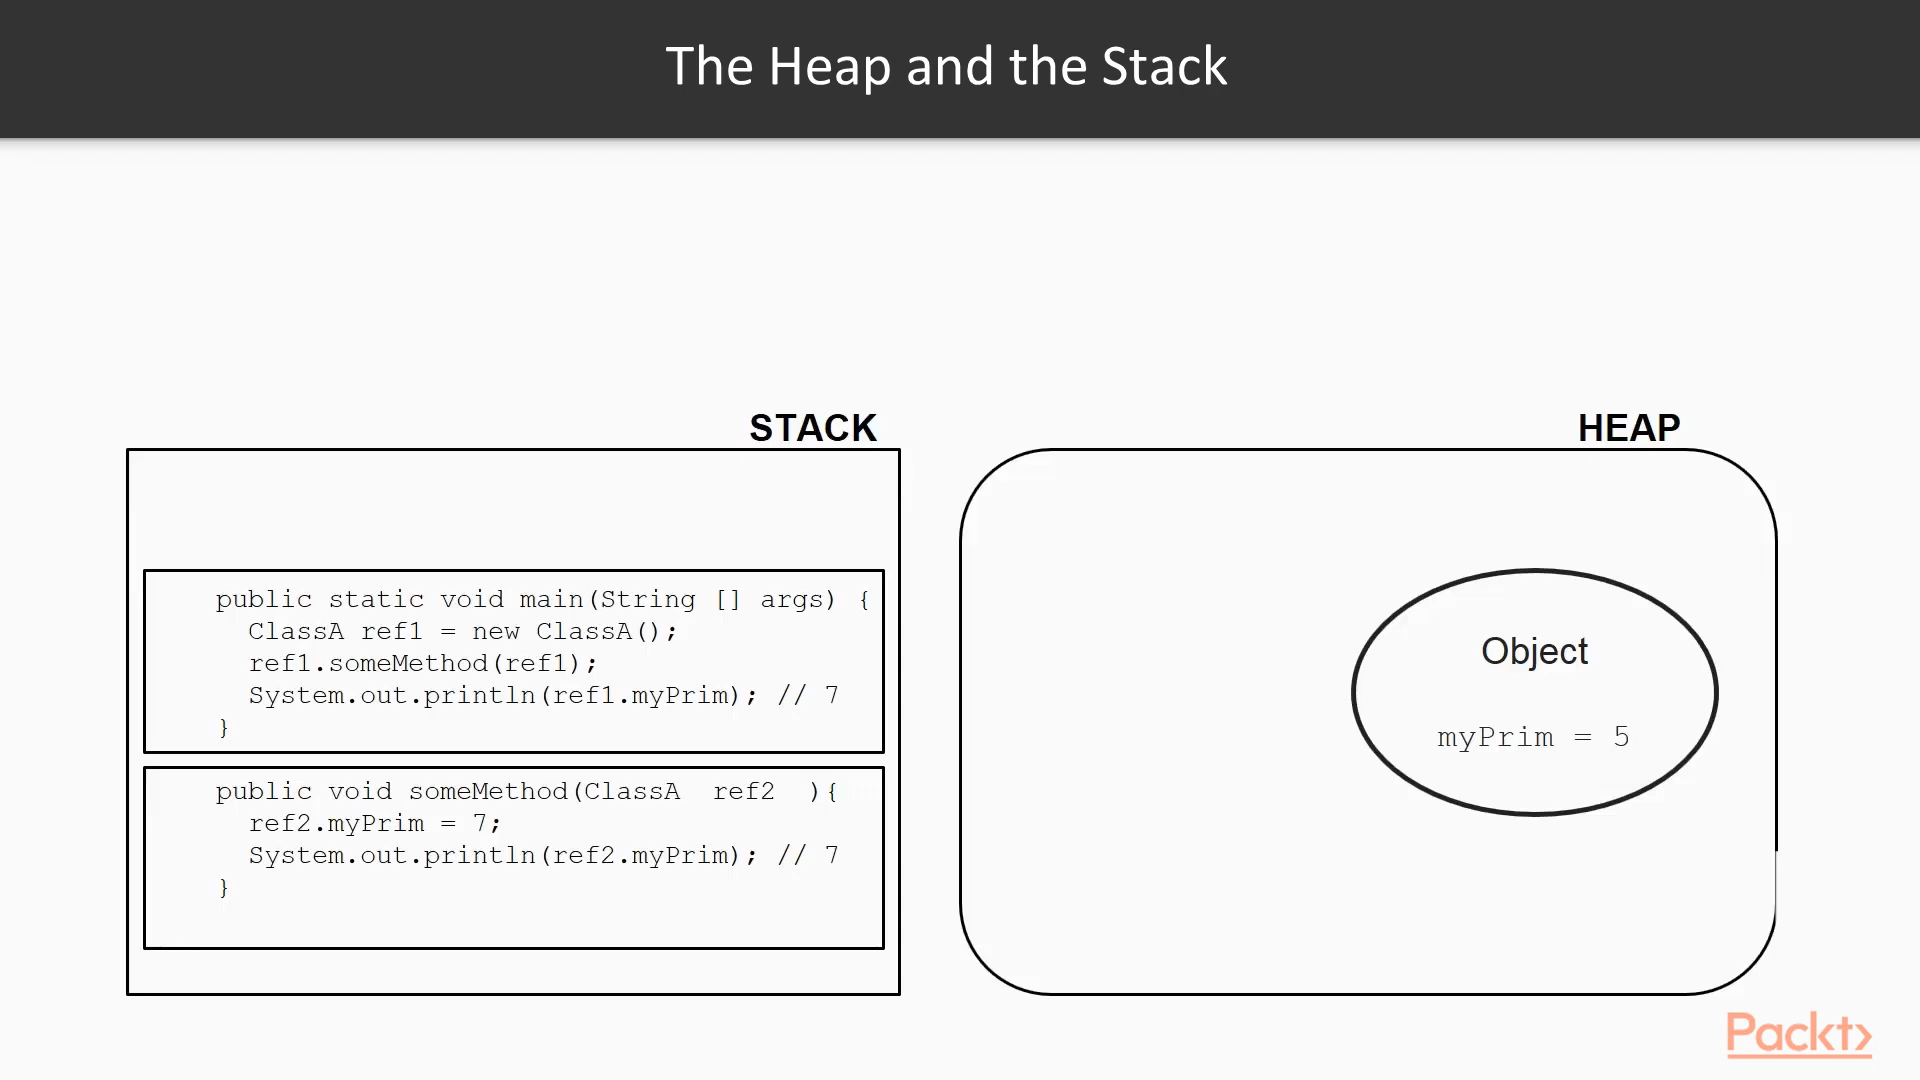 The Heap and the Stack
STACK
public static void main(String [] args) {
ClassA ref1 = new ClassA();
ref1.someMethod(ref1);
System.out.println(ref1.myPrim); // 7
}
public void someMethod(ClassA  ref2  ){
ref2.myPrim = 7;
System.out.println(ref2.myPrim); // 7
}
HEAP
Object
myPrim = 5
Packt>